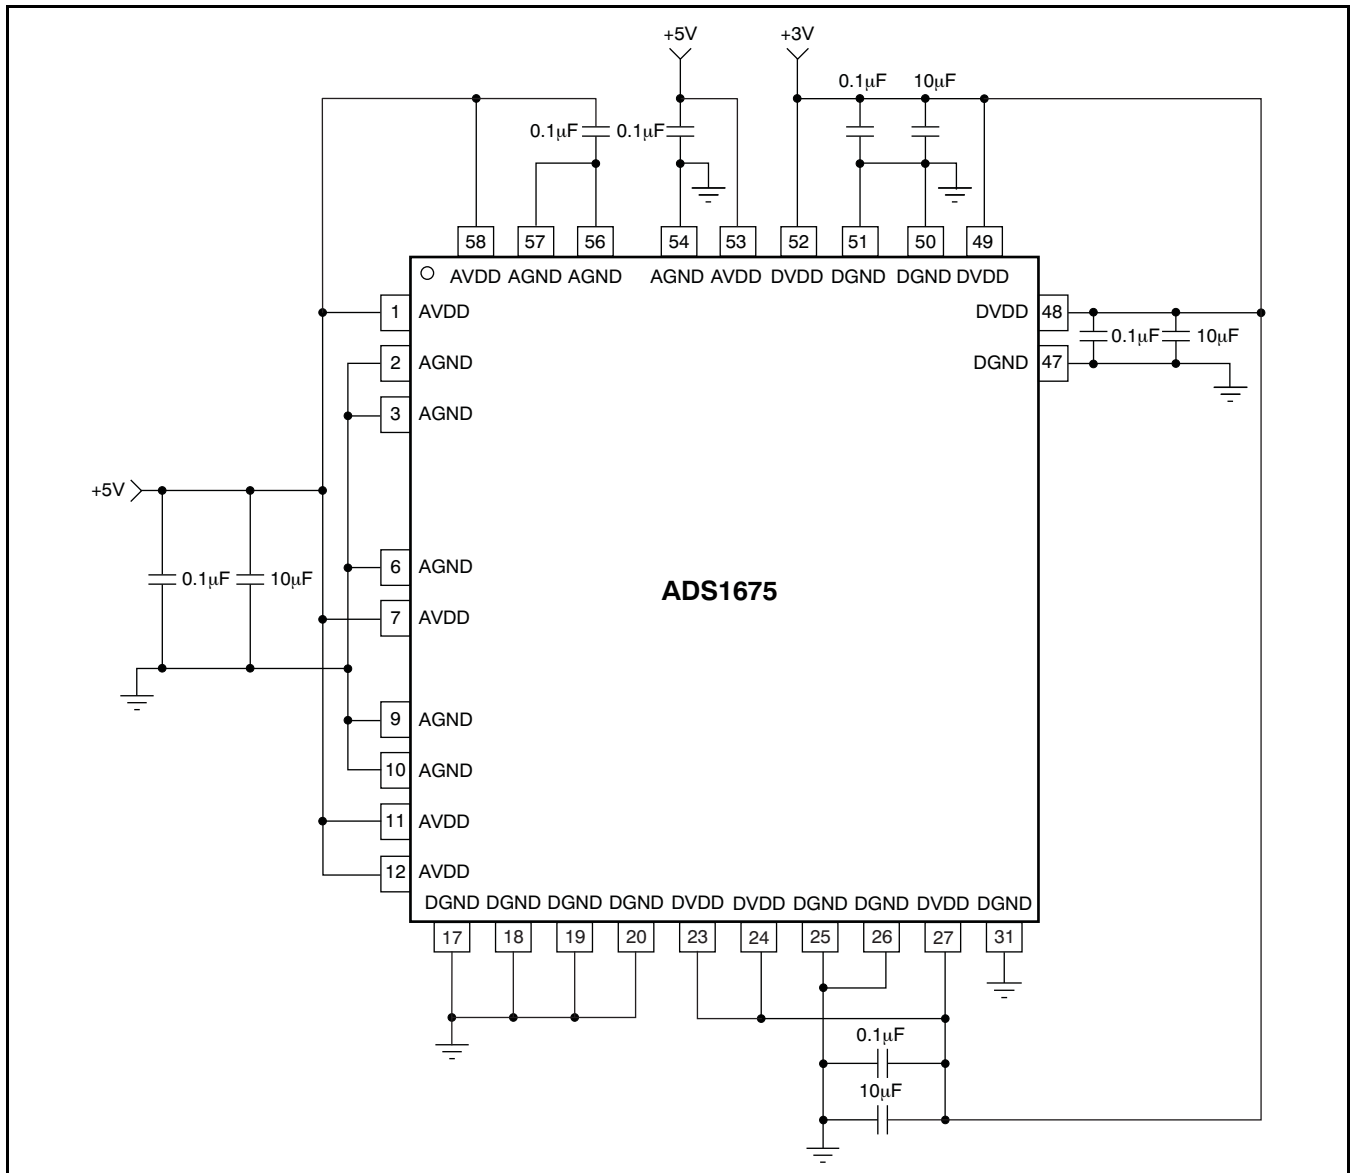 +5V +3V
0.1μF 10μF
0.1μF 0.1μF
58 57 56 54 53 52 51 50 49
AVDD AGND AGND AGND AVDD DVDD DGND DGND DVDD
1 AVDD DVDD 48
0.1μF 10μF
2 AGND DGND 47
3 AGND
+5V
6 AGND
0.1μF 10μF
ADS1675
7 AVDD
9 AGND
10 AGND
11 AVDD
12 AVDD
DGND DGND DGND DGND DVDD DVDD DGND DGND DVDD DGND
17 18 19 20 23 24 25 26 27 31
0.1μF
10μF